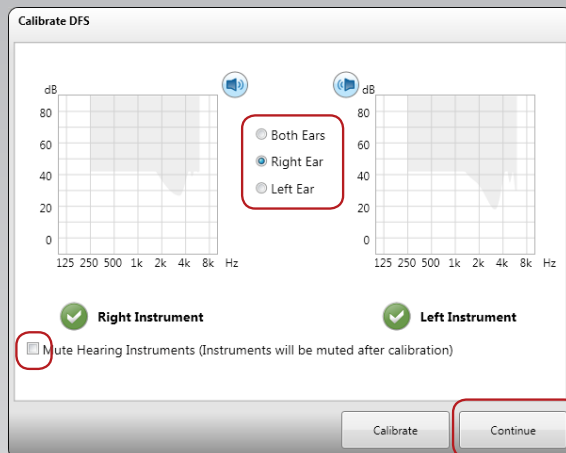 Calibrate DFS
dB
80
60
40
20
0
125 250 500 1k 2k 4k 8k Hz
Both Ears
Right Ear
Left Ear
dB
80
60
40
20
0
125 250 500 1k 2k 4k 8k Hz
Right Instrument
Left Instrument
Mute Hearing Instruments (Instruments will be muted after calibration)
Calibrate
Continue